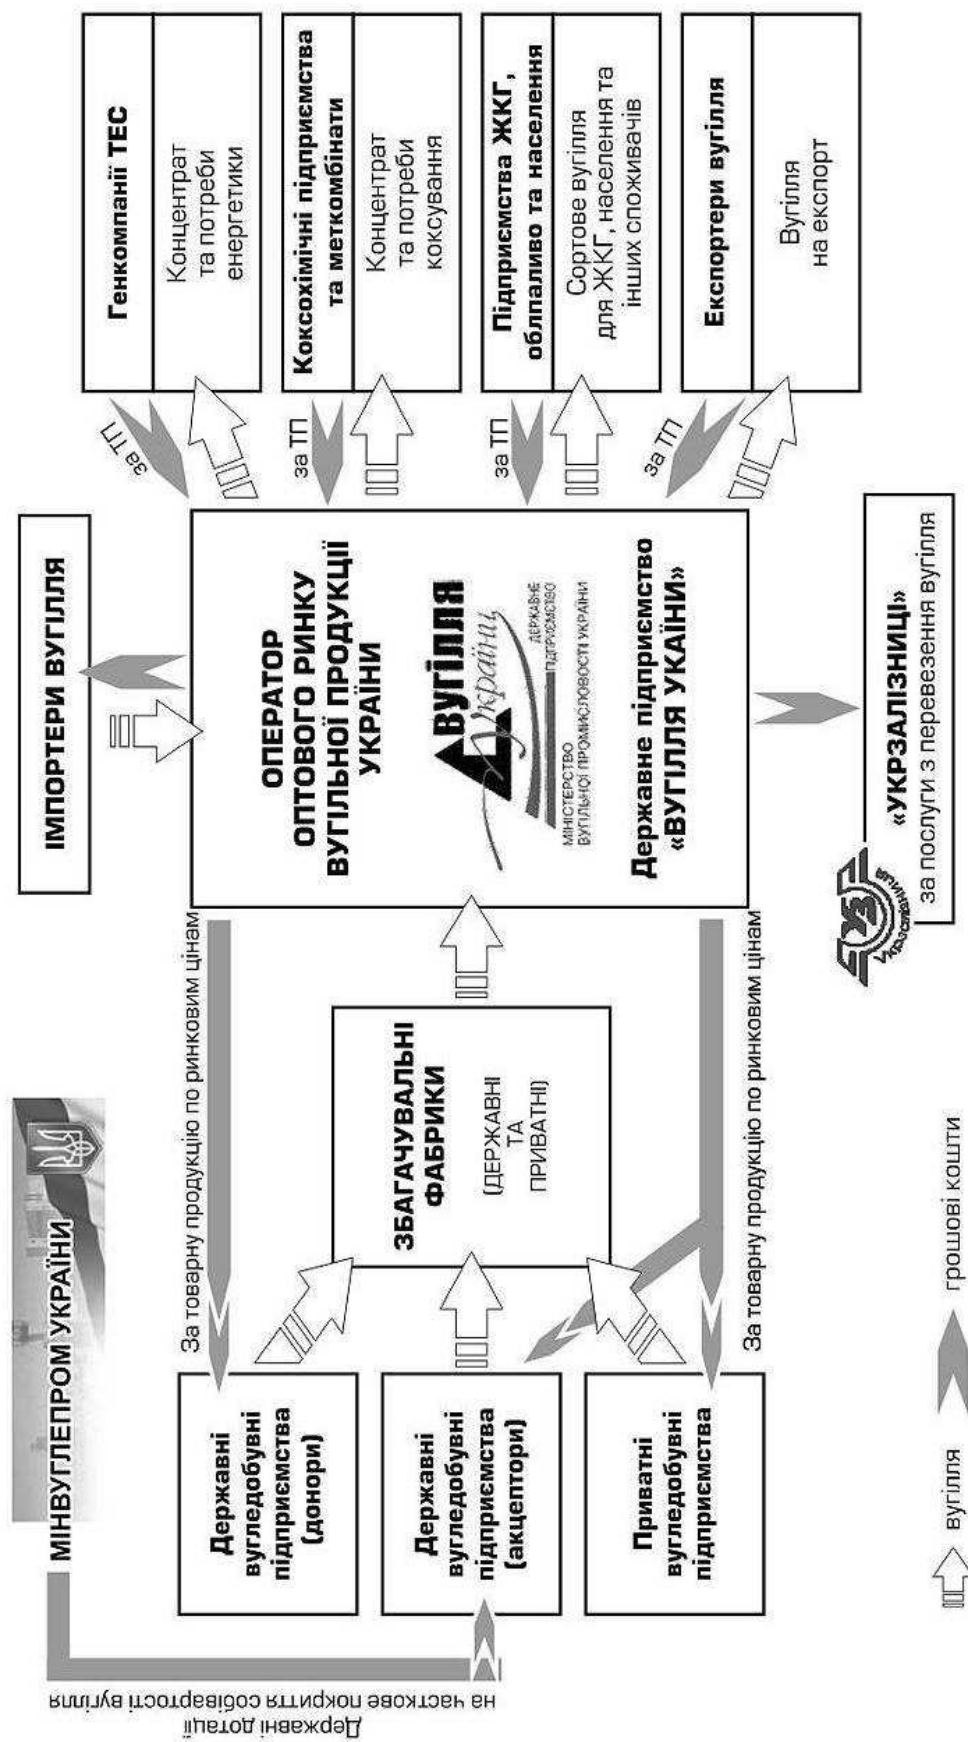 МІНВУГЛЕПРОМ УКРАЇНИ
Державні дотації
на часткове покриття собівартості вугілля
Державні
вугледобувні
підприємства
(донори)
Державні
вугледобувні
підприємства
(акцептори)
Приватні
вугледобувні
підприємства
За товарну продукцію по ринковим цінам
ЗБАГАЧУВАЛЬНІ
ФАБРИКИ
(ДЕРЖАВНІ
ТА
ПРИВАТНІ)
За товарну продукцію по ринковим цінам
ІМПОРТЕРИ ВУГІЛЛЯ
ОПЕРАТОР
ОПТОВОГО РИНКУ
ВУГІЛЬНОЇ ПРОДУКЦІЇ
УКРАЇНИ
Вугілля
України
ДЕРЖАВНЕ
ПІДПРИЄМСТВО
МІНІСТЕРСТВО
ВУГІЛЬНОЇ ПРОМИСЛОВОСТІ УКРАЇНИ
Державне підприємство
«ВУГІЛЛЯ УКАЇНИ»
«УКРЗАЛІЗНИЦІ»
за послуги з перевезення вугілля
за ТП
за ТП
за ТП
за ТП
Генкомпанії ТЕС
Концентрат
та потреби
енергетики
Коксохімічні підприємства
та меткомбінати
Концентрат
та потреби
коксування
Підприємства ЖКГ,
облпаливо та населення
Сортове вугілля
для ЖКГ, населення та
інших споживачів
Експортери вугілля
Вугілля
на експорт
вугілля
грошові кошти